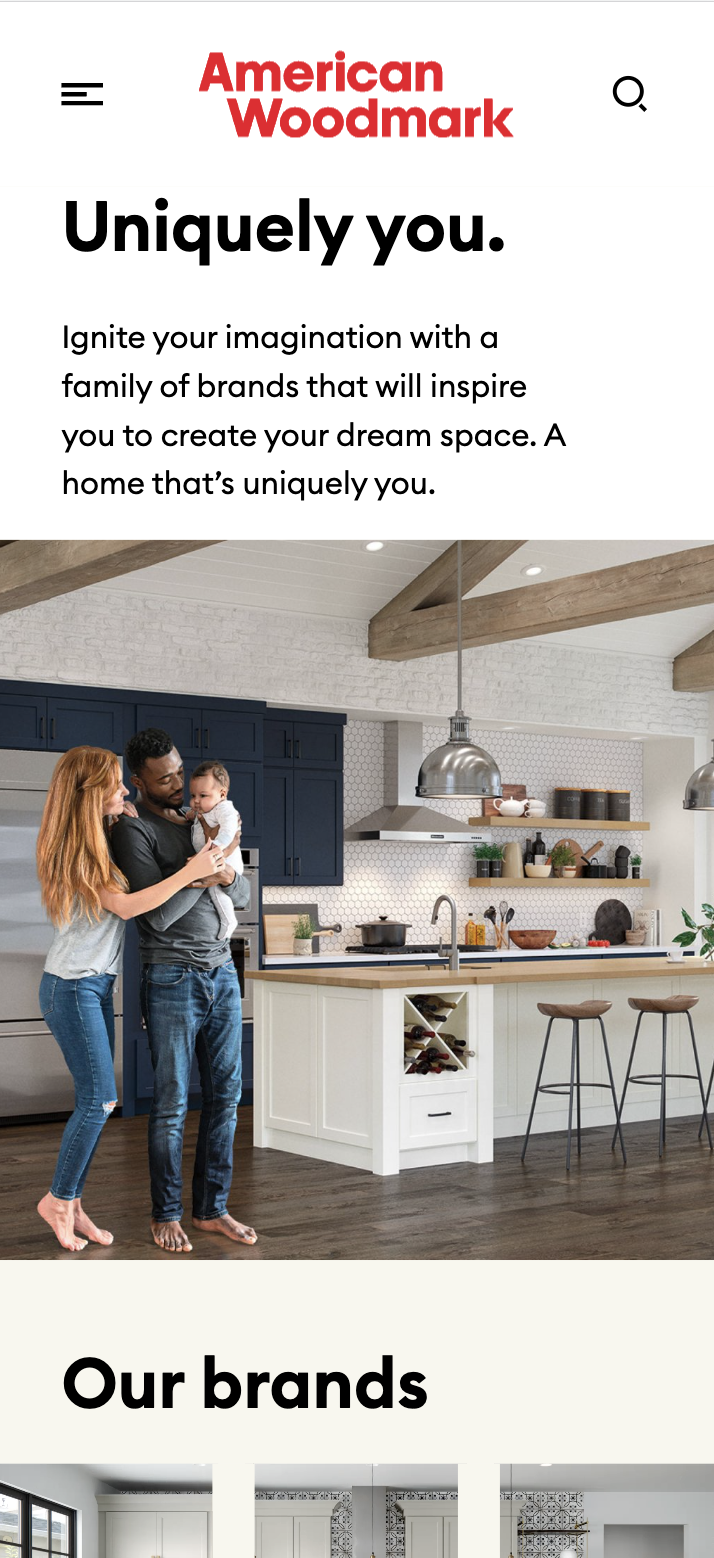 American
Woodmark
Uniquely you.
Ignite your imagination with a
family of brands that will inspire
you to create your dream space. A
home that’s uniquely you.
Our brands